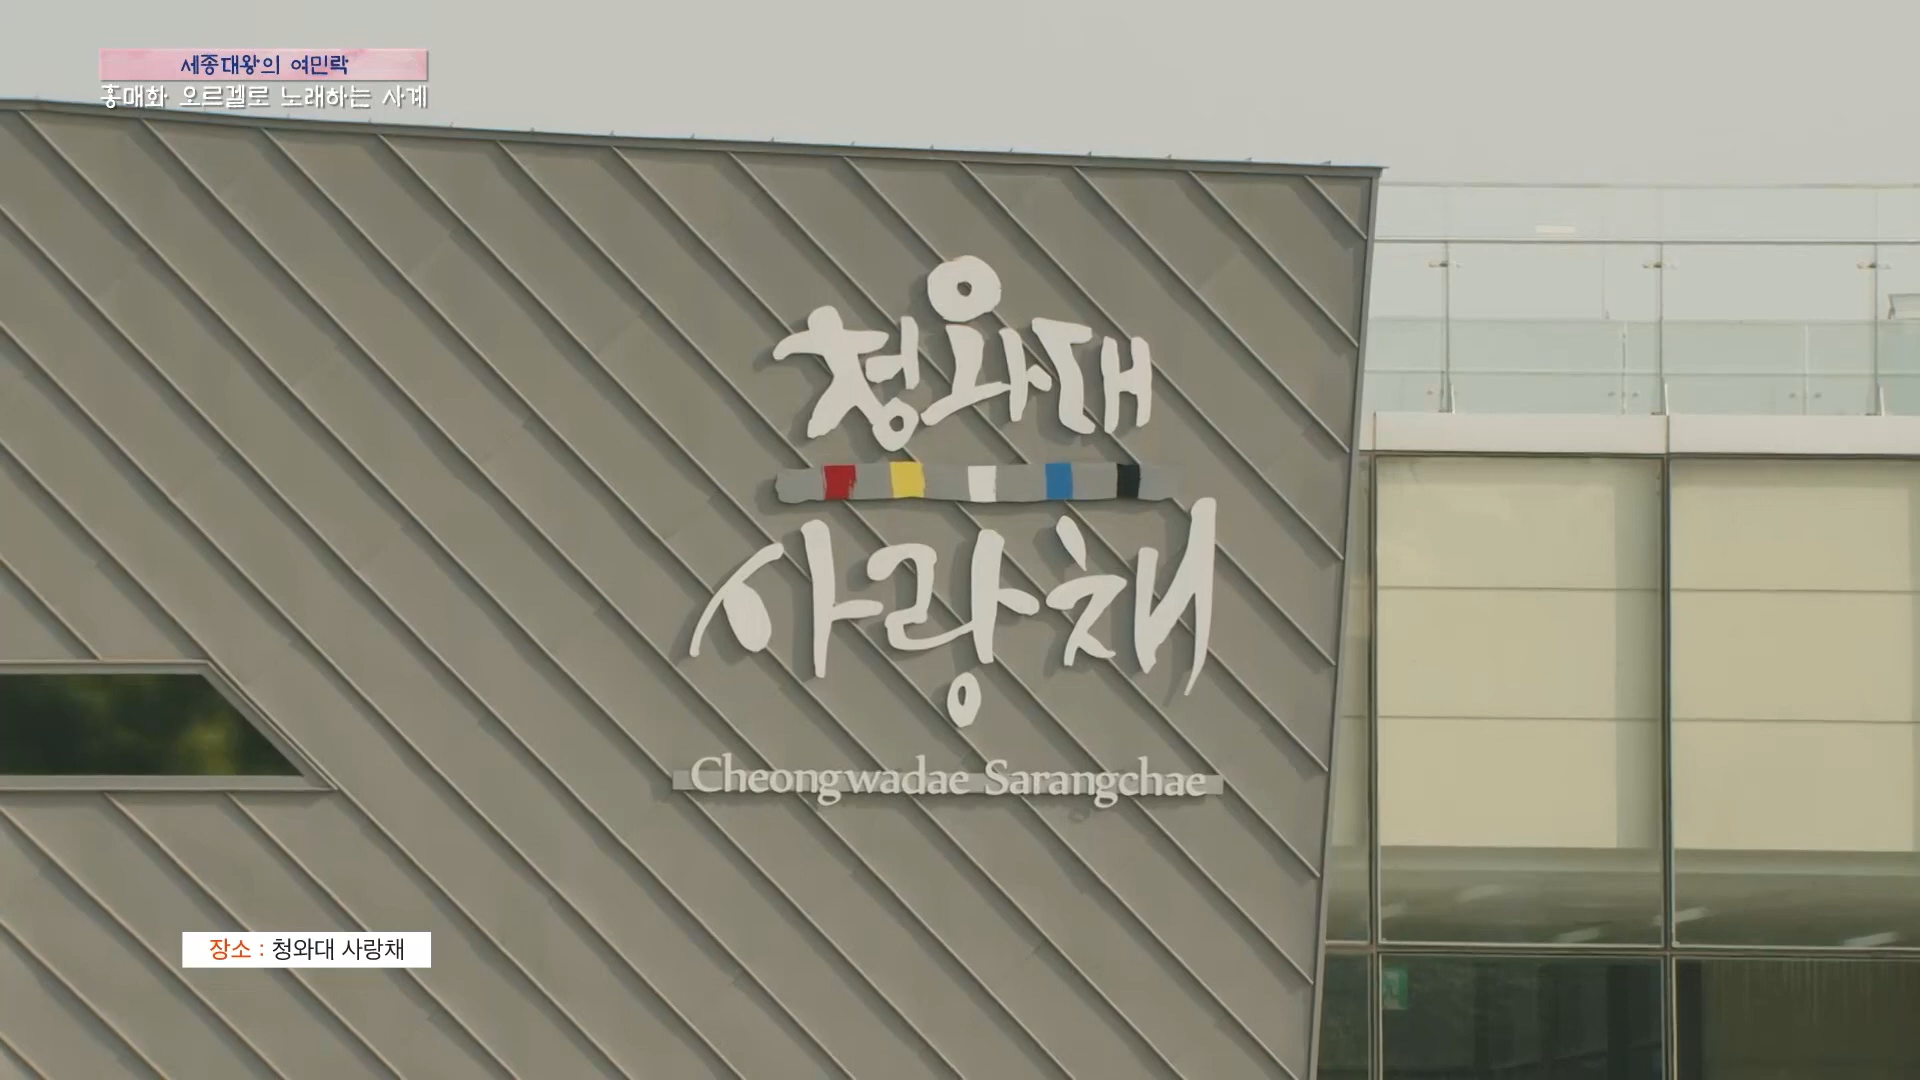 세종대왕의 여민락
홍매화 오르겔로 노래하는 사계
청와대
사랑채
Cheongwadae Sarangchae
장소 : 청와대 사랑채